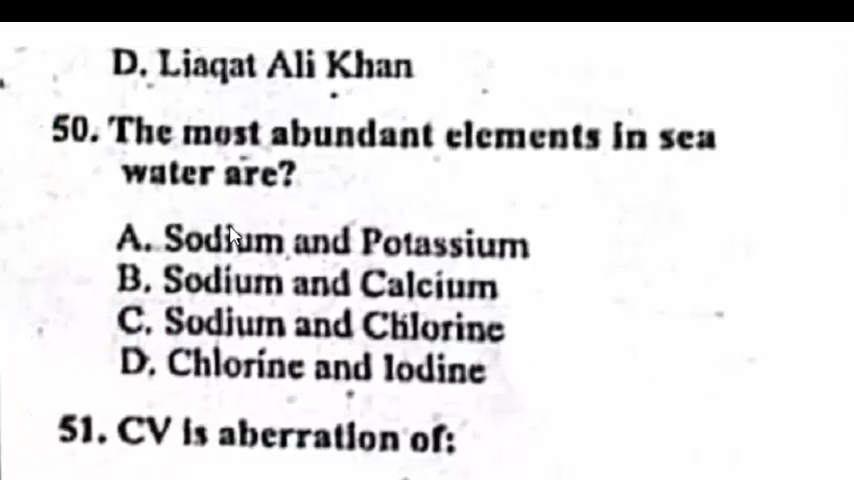 D. Liaqat Ali Khan
50. The most abundant elements in sea
water are?
A. Sodium and Potassium
B. Sodium and Calcium
C. Sodium and Chlorine
D. Chlorine and Iodine
51. CV is aberration of: